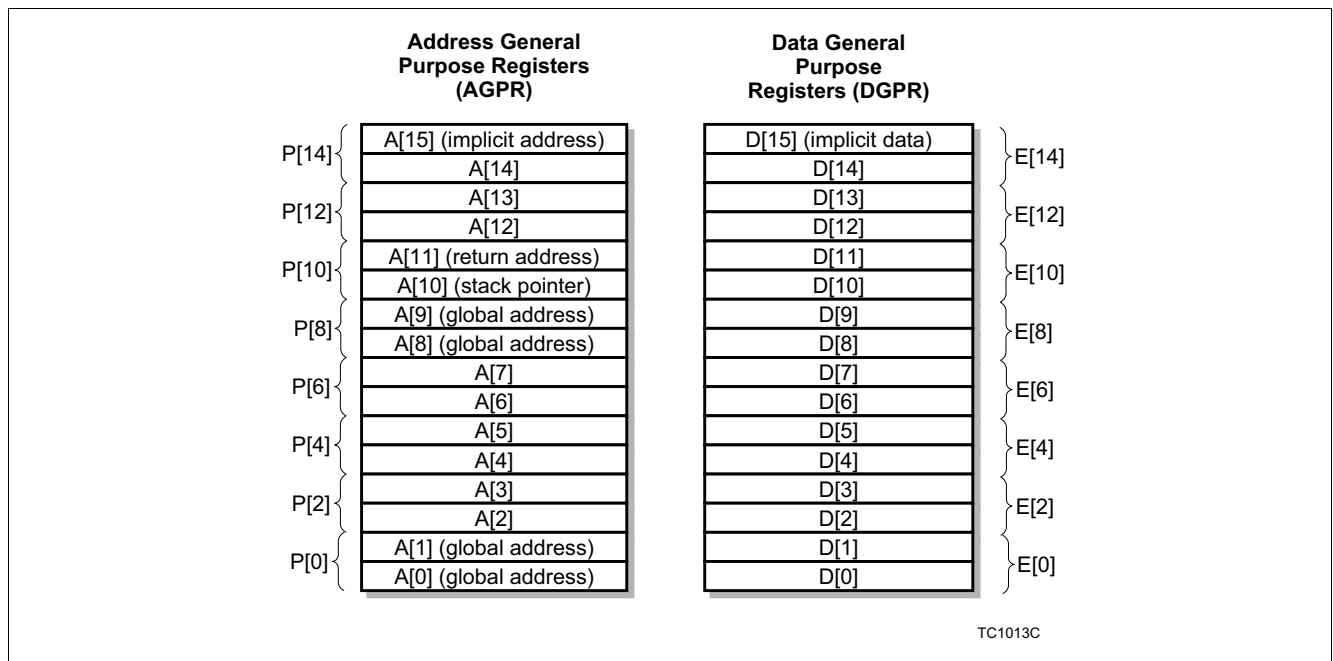 Address General
Purpose Registers
(AGPR)
Data General
Purpose
Registers (DGPR)
P[14]
A[15] (implicit address)
A[14]
P[12]
A[13]
A[12]
P[10]
A[11] (return address)
A[10] (stack pointer)
P[8]
A[9] (global address)
A[8] (global address)
P[6]
A[7]
A[6]
P[4]
A[5]
A[4]
P[2]
A[3]
A[2]
P[0]
A[1] (global address)
A[0] (global address)
D[15] (implicit data)
D[14]
E[14]
D[13]
D[12]
E[12]
D[11]
D[10]
E[10]
D[9]
D[8]
E[8]
D[7]
D[6]
E[6]
D[5]
D[4]
E[4]
D[3]
D[2]
E[2]
D[1]
D[0]
E[0]
TC1013C